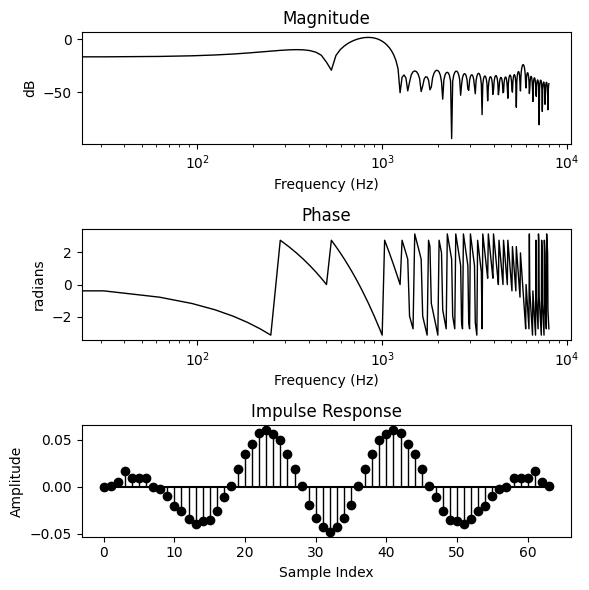 Magnitude
0
−50
dB
10²
10³
10⁴
Frequency (Hz)
Phase
2
0
−2
radians
10²
10³
10⁴
Frequency (Hz)
Impulse Response
0.05
0.00
−0.05
Amplitude
0
10
20
30
40
50
60
Sample Index